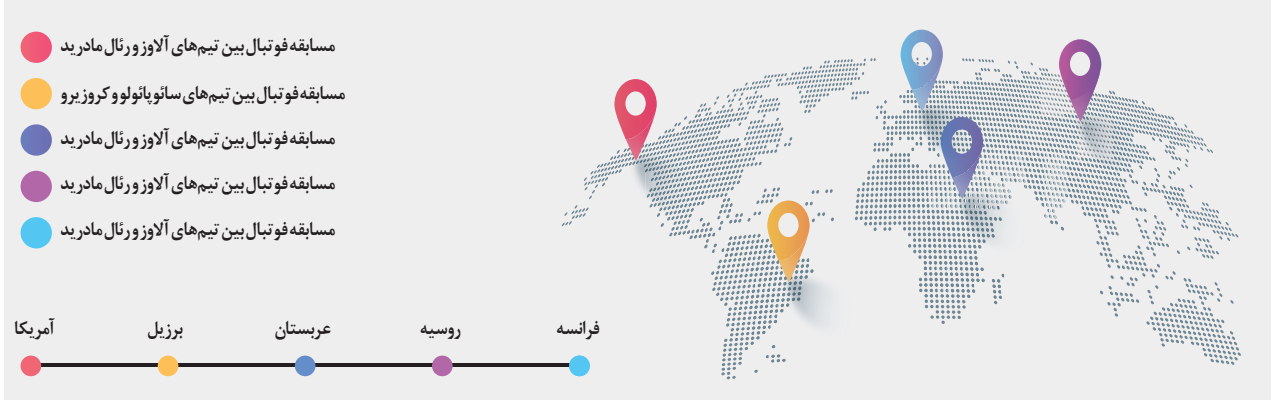 مسابقه فوتبال بین تیم‌های آلاوز و رئال مادرید
مسابقه فوتبال بین تیم‌های سائو پائولو و کروزیرو
مسابقه فوتبال بین تیم‌های آلاوز و رئال مادرید
مسابقه فوتبال بین تیم‌های آلاوز و رئال مادرید
مسابقه فوتبال بین تیم‌های آلاوز و رئال مادرید
فرانسه روسیه عربستان برزیل آمریکا